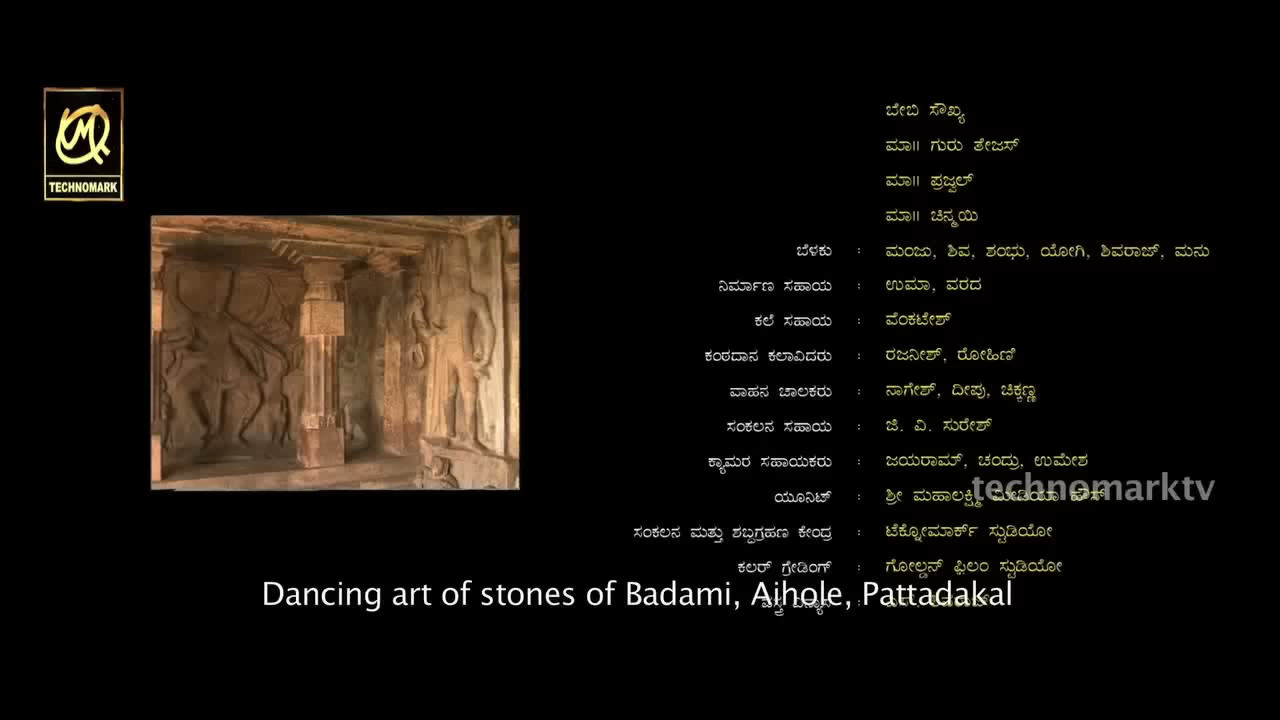 TECHNOMARK
ಬೇಬಿ ಸೌಖ್ಯ
ಮಾ॥ ಗುರು ತೇಜಸ್
ಮಾ॥ ಪ್ರಜ್ವಲ್
ಮಾ॥ ಚಿನ್ಮಯಿ
ಬೆಳಕು : ಮಂಜು, ಶಿವ, ಶಂಭು, ಯೋಗಿ, ಶಿವರಾಜ್, ಮನು
ನಿರ್ಮಾಣ ಸಹಾಯ : ಉಮಾ, ವರದ
ಕಲೆ ಸಹಾಯ : ವೆಂಕಟೇಶ್
ಕಂಠದಾನ ಕಲಾವಿದರು : ರಜನೀಶ್, ರೋಹಿಣಿ
ವಾಹನ ಚಾಲಕರು : ನಾಗೇಶ್, ದೀಪು, ಚಿಕ್ಕಣ್ಣ
ಸಂಕಲನ ಸಹಾಯ : ಜಿ. ವಿ. ಸುರೇಶ್
ಕ್ಯಾಮರ ಸಹಾಯಕರು : ಜಯರಾಮ್, ಚಂದ್ರು, ಉಮೇಶ
ಯೂನಿಟ್ : ಶ್ರೀ ಮಹಾಲಕ್ಷ್ಮಿ ಮೀಡಿಯಾ ಹೌಸ್
technomarktv
ಸಂಕಲನ ಮತ್ತು ಶಬ್ಧಗ್ರಹಣ ಕೇಂದ್ರ : ಟೆಕ್ನೋಮಾರ್ಕ್ ಸ್ಟುಡಿಯೋ
ಕಲರ್ ಗ್ರೇಡಿಂಗ್ : ಗೋಲ್ಡನ್ ಫಿಲಂ ಸ್ಟುಡಿಯೋ
Dancing art of stones of Badami, Aihole, Pattadakal